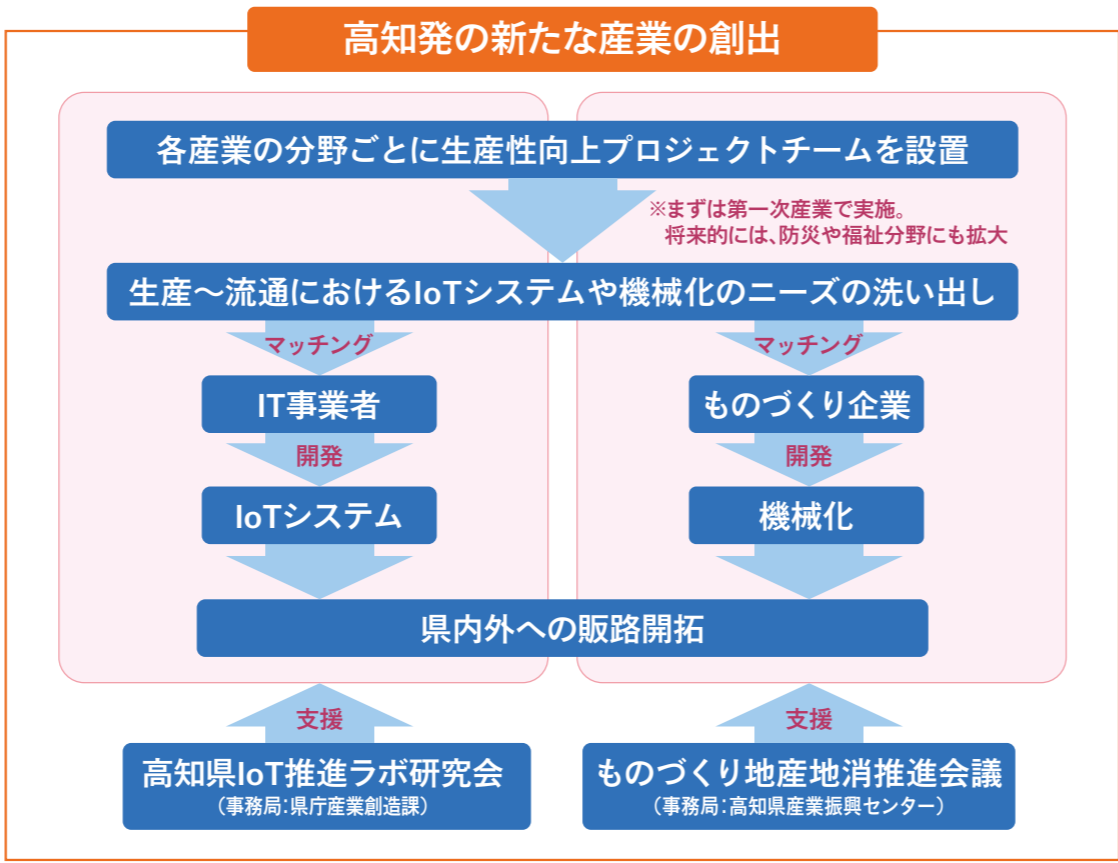 高知発の新たな産業の創出
各産業の分野ごとに生産性向上プロジェクトチームを設置
※まずは第一次産業で実施。
将来的には、防災や福祉分野にも拡大
生産～流通におけるIoTシステムや機械化のニーズの洗い出し
マッチング
マッチング
IT事業者
ものづくり企業
開発
開発
IoTシステム
機械化
県内外への販路開拓
支援
支援
高知県IoT推進ラボ研究会
（事務局：県庁産業創造課）
ものづくり地産地消推進会議
（事務局：高知県産業振興センター）